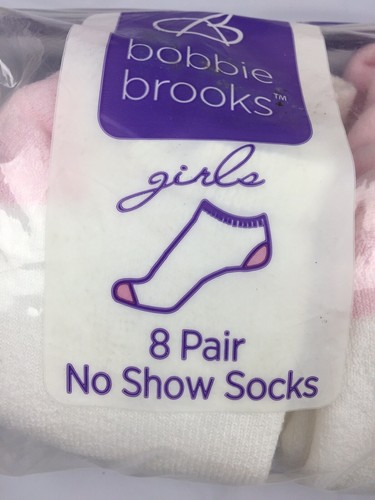 B
bobbie
brooks™
girls
8 Pair
No Show Socks